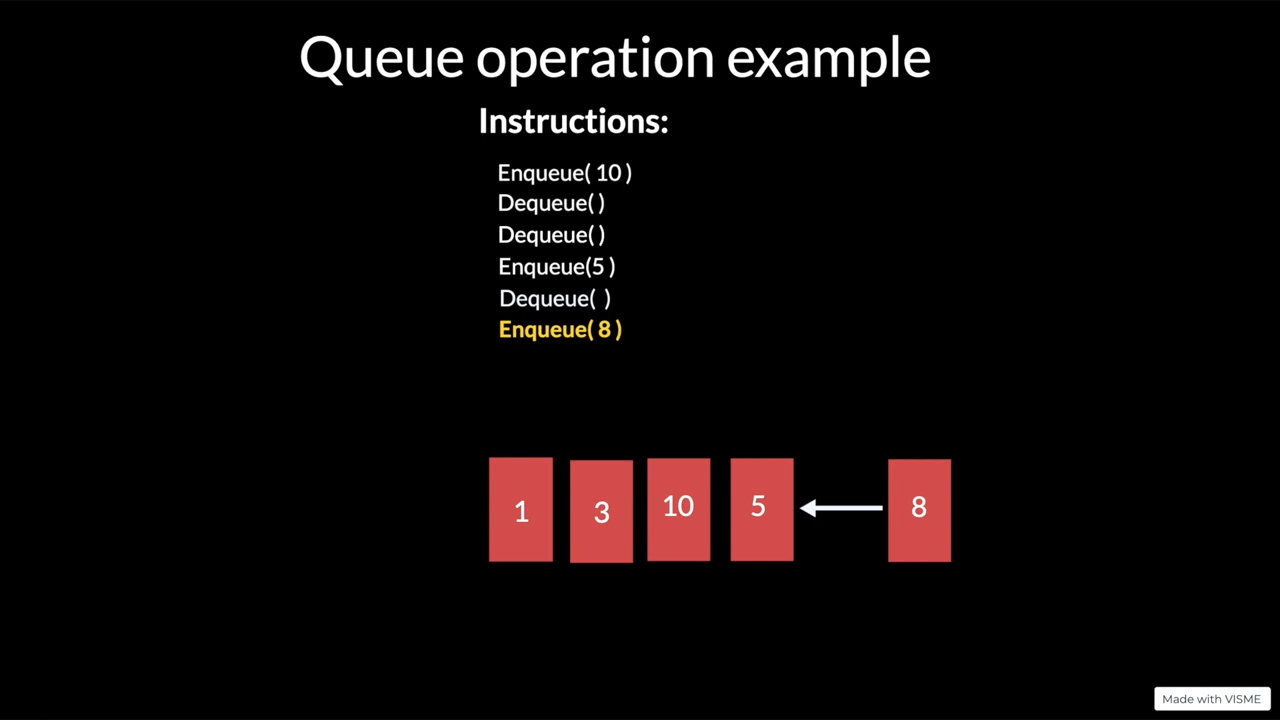 Queue operation example
Instructions:
Enqueue( 10 )
Dequeue( )
Dequeue( )
Enqueue(5 )
Dequeue(  )
Enqueue( 8 )
1 3 10 5 8
Made with VISME